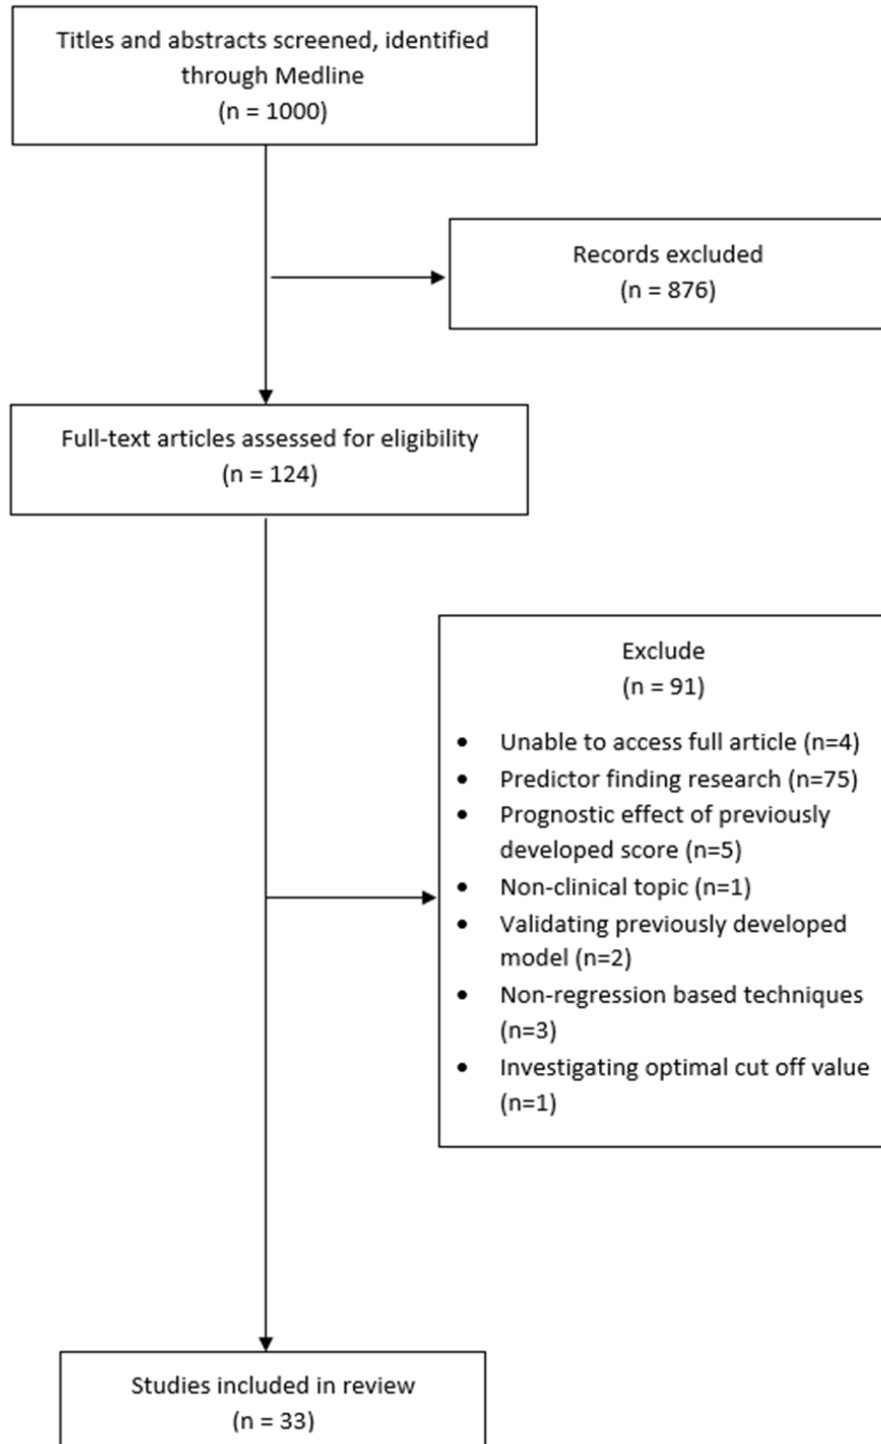 Titles and abstracts screened, identified
through Medline
(n = 1000)
Records excluded
(n = 876)
Full-text articles assessed for eligibility
(n = 124)
Exclude
(n = 91)
• Unable to access full article (n=4)
• Predictor finding research (n=75)
• Prognostic effect of previously
developed score (n=5)
• Non-clinical topic (n=1)
• Validating previously developed
model (n=2)
• Non-regression based techniques
(n=3)
• Investigating optimal cut off value
(n=1)
Studies included in review
(n = 33)